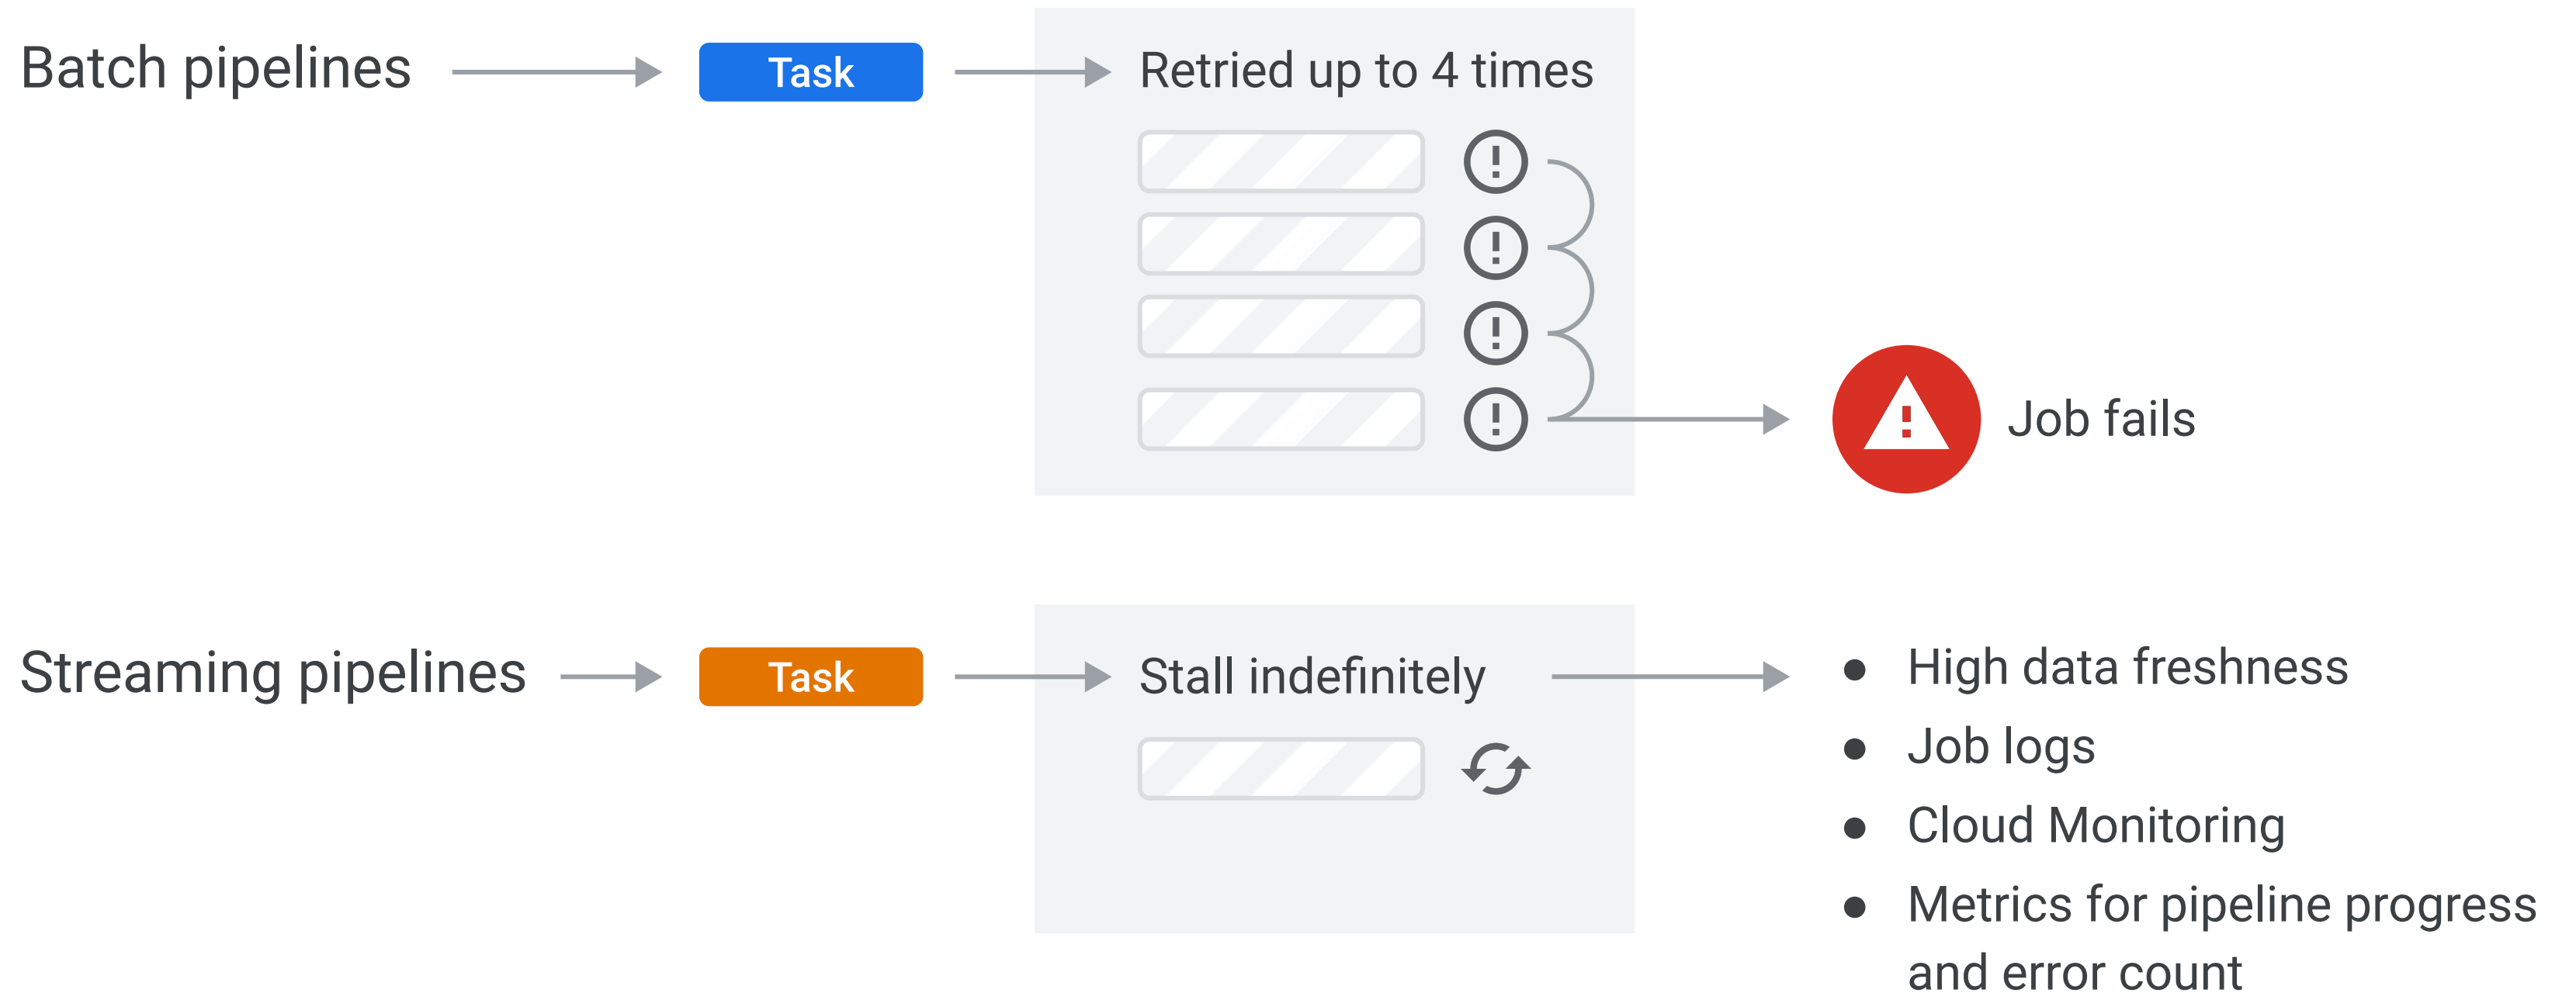 Batch pipelines
Task
Retried up to 4 times
Job fails
Streaming pipelines
Task
Stall indefinitely
High data freshness
Job logs
Cloud Monitoring
Metrics for pipeline progress
and error count